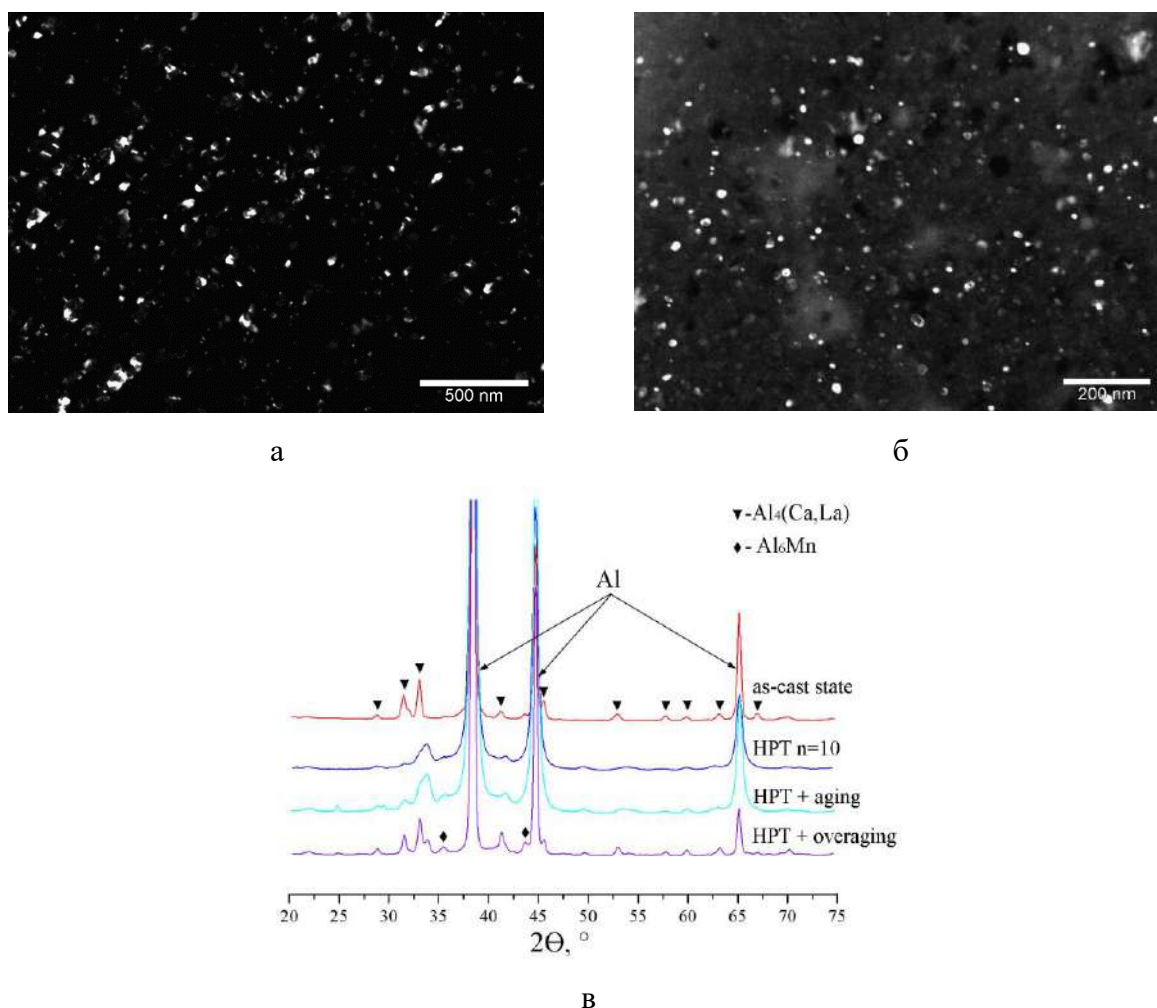 500 nm
200 nm
а
б
▼-Al₄(Ca,La)
♦- Al₆Mn
Al
as-cast state
HPT n=10
HPT + aging
HPT + overaging
20 25 30 35 40 45 50 55 60 65 70 75
2Θ, °
в